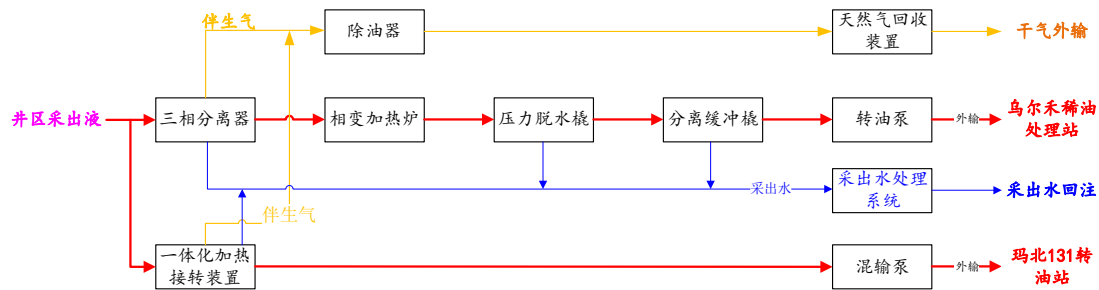 伴生气
除油器
天然气回收
装置
干气外输
井区采出液
三相分离器
相变加热炉
压力脱水橇
分离缓冲橇
转油泵
外输
乌尔禾稀油
处理站
采出水
采出水处理
系统
采出水回注
伴生气
一体化加热
接转装置
混输泵
外输
玛北131转
油站